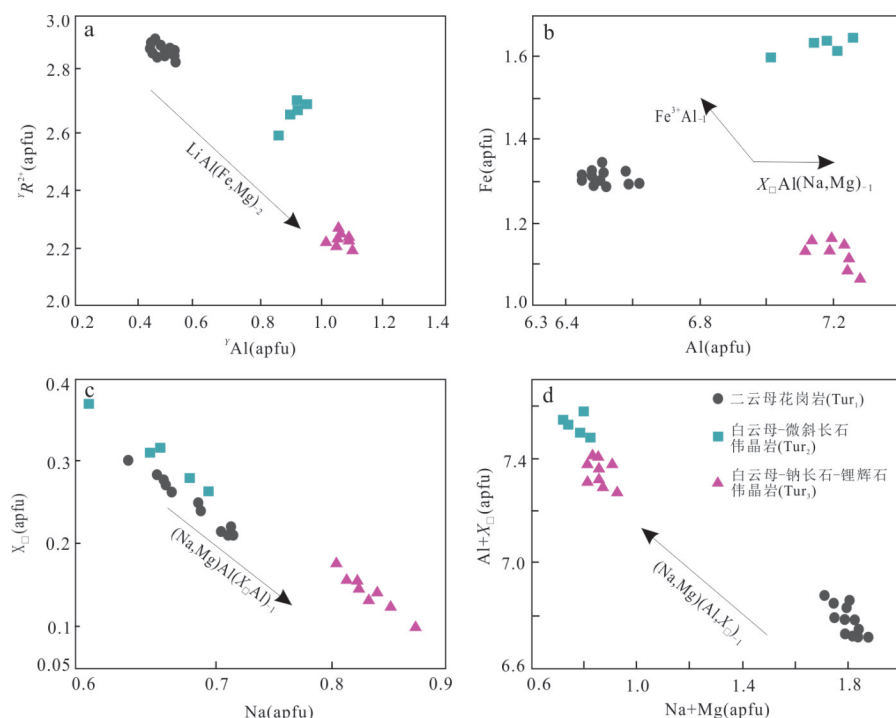 a
3.0
2.8
2.6
2.4
2.2
2.0
ʸR²⁺(apfu)
LiAl(Fe,Mg)₋₂
0.2 0.4 0.6 0.8 1.0 1.2 1.4
ʸAl(apfu)
b
1.6
1.4
1.2
1.0
Fe(apfu)
Fe³⁺Al₋₁
X□Al(Na,Mg)₋₁
6.3 6.4 6.8 7.2
Al(apfu)
c
0.4
0.3
0.2
0.1
0.05
X□(apfu)
(Na,Mg)Al(X□Al)₋₁
0.6 0.7 0.8 0.9
Na(apfu)
d
7.4
7.0
6.6
Al+X□(apfu)
二云母花岗岩(Tur₁)
白云母-微斜长石
伟晶岩(Tur₂)
白云母-钠长石-锂辉石
伟晶岩(Tur₃)
(Na,Mg)(Al,X□)₋₁
0.6 1.0 1.4 1.8
Na+Mg(apfu)